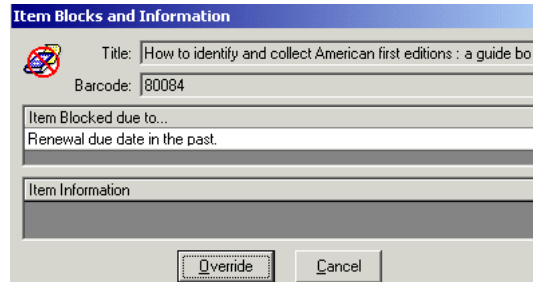 Item Blocks and Information
Title: How to identify and collect American first editions : a guide bo
Barcode: 80084
Item Blocked due to...
Renewal due date in the past.
Item Information
Override Cancel